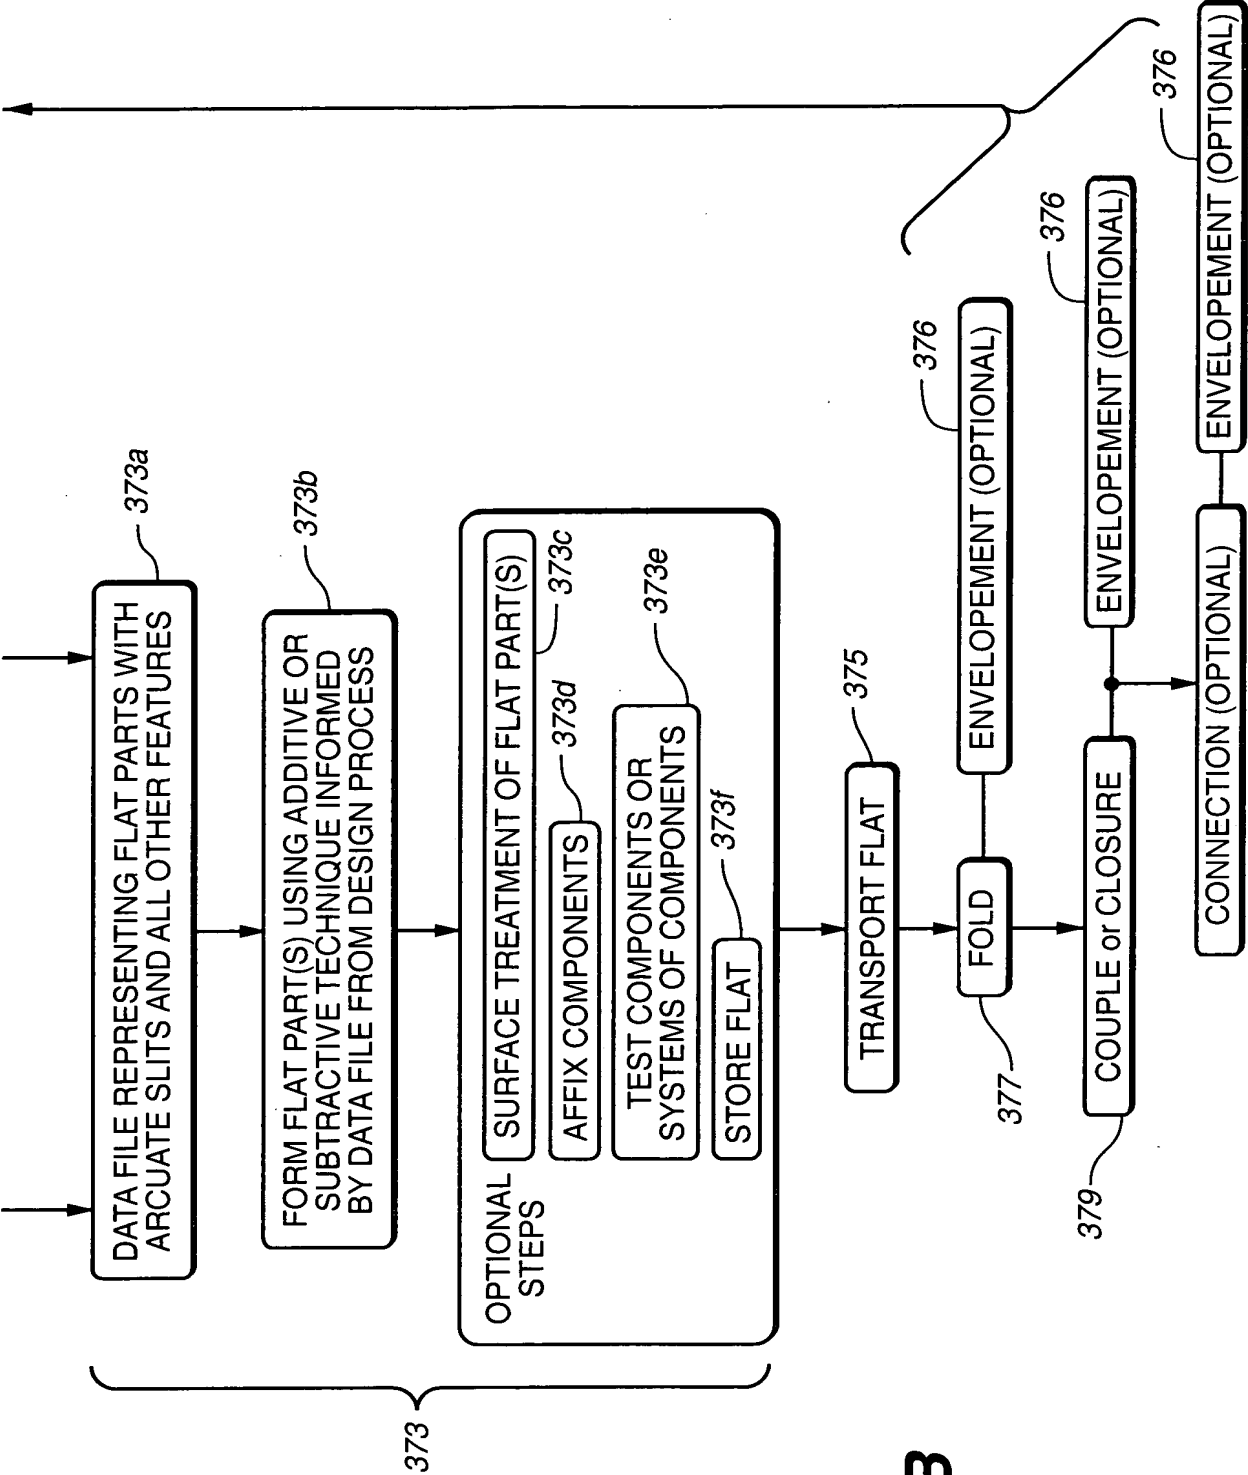 373a
DATA FILE REPRESENTING FLAT PARTS WITH
ARCUATE SLITS AND ALL OTHER FEATURES
373b
FORM FLAT PART(S) USING ADDITIVE OR
SUBTRACTIVE TECHNIQUE INFORMED
BY DATA FILE FROM DESIGN PROCESS
373
OPTIONAL
STEPS
SURFACE TREATMENT OF FLAT PART(S)
373c
AFFIX COMPONENTS
373d
TEST COMPONENTS OR
SYSTEMS OF COMPONENTS
373e
STORE FLAT
373f
TRANSPORT FLAT
375
FOLD
377
ENVELOPEMENT (OPTIONAL)
376
COUPLE or CLOSURE
379
ENVELOPEMENT (OPTIONAL)
376
CONNECTION (OPTIONAL)
ENVELOPEMENT (OPTIONAL)
376